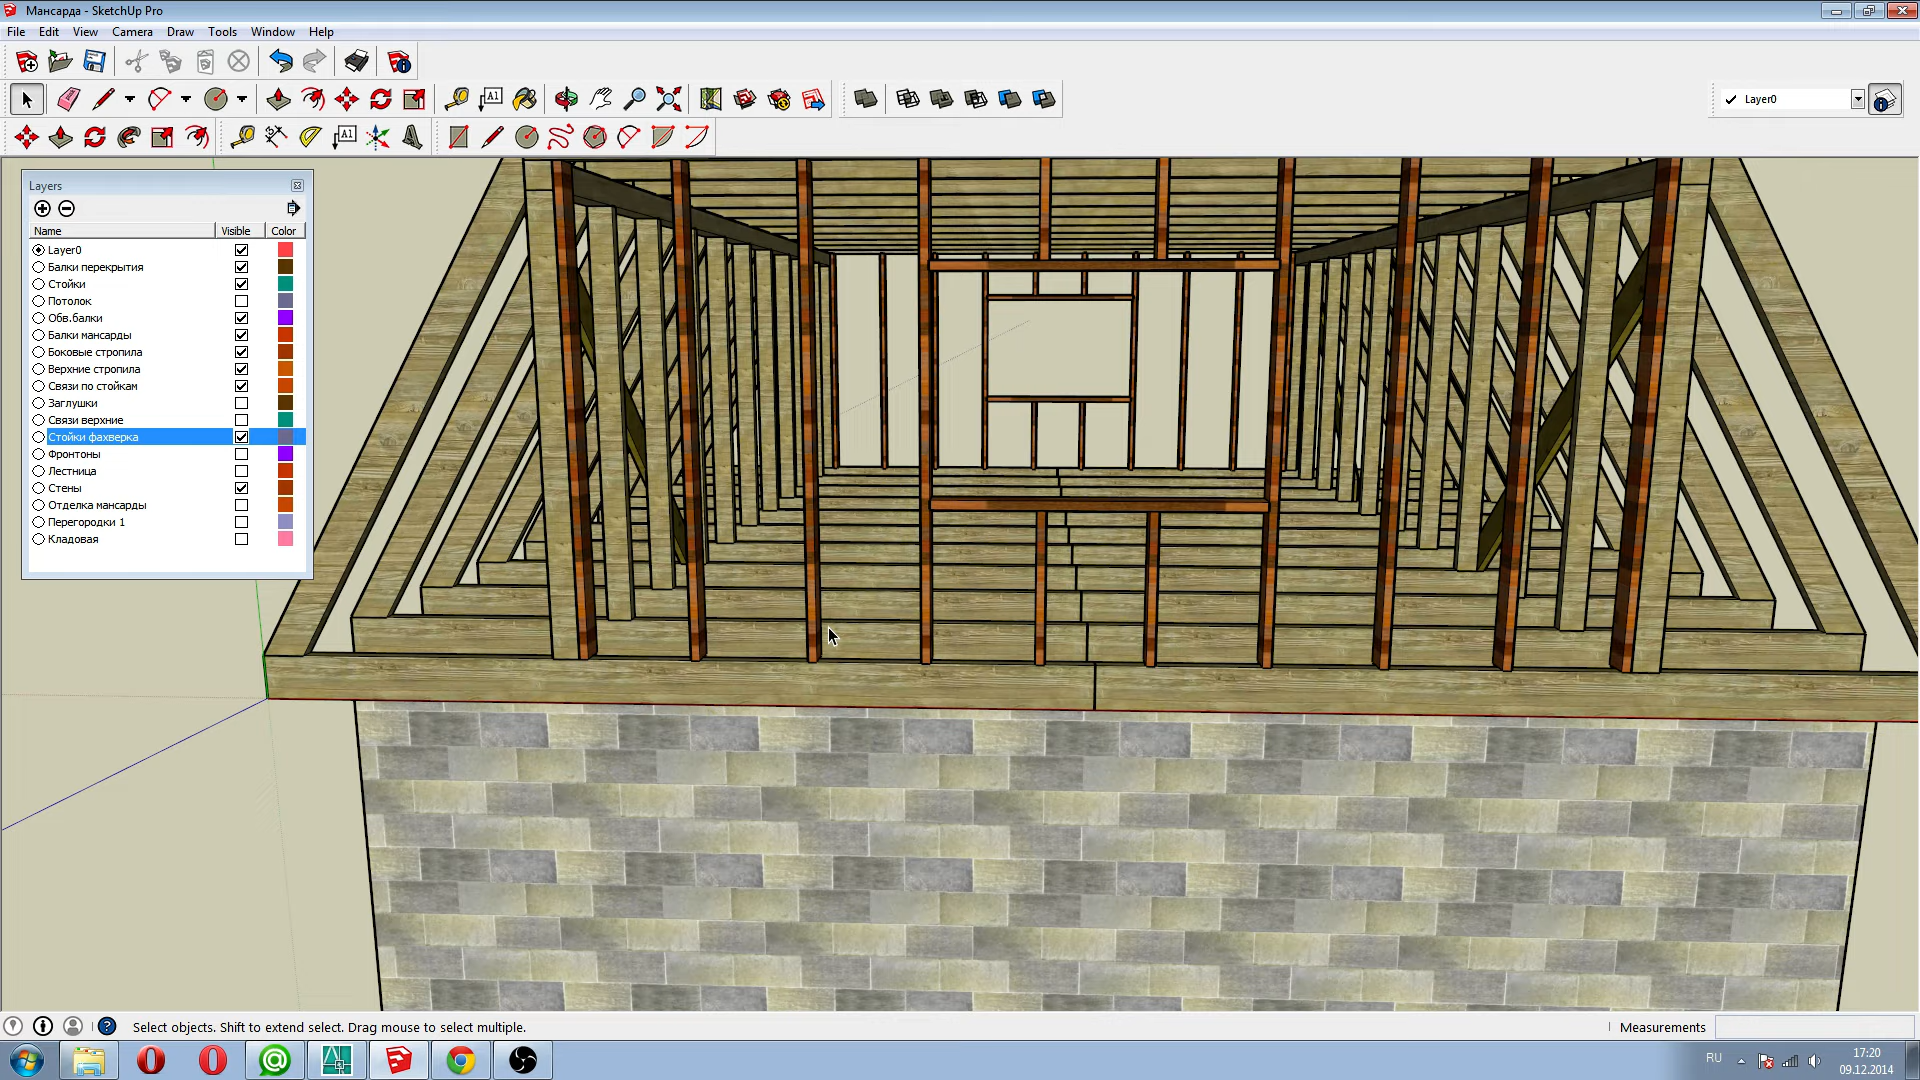 Мансарда - SketchUp Pro
File Edit View Camera Draw Tools Window Help
A1
Layer0
A1
Layers
Name Visible Color
Layer0
Балки перекрытия
Стойки
Потолок
Обв.балки
Балки мансарды
Боковые стропила
Верхние стропила
Связи по стойкам
Заглушки
Связи верхние
Стойки фахверка
Фронтоны
Лестница
Стены
Отделка мансарды
Перегородки 1
Кладовая
Select objects. Shift to extend select. Drag mouse to select multiple.
Measurements
RU
17:20
09.12.2014